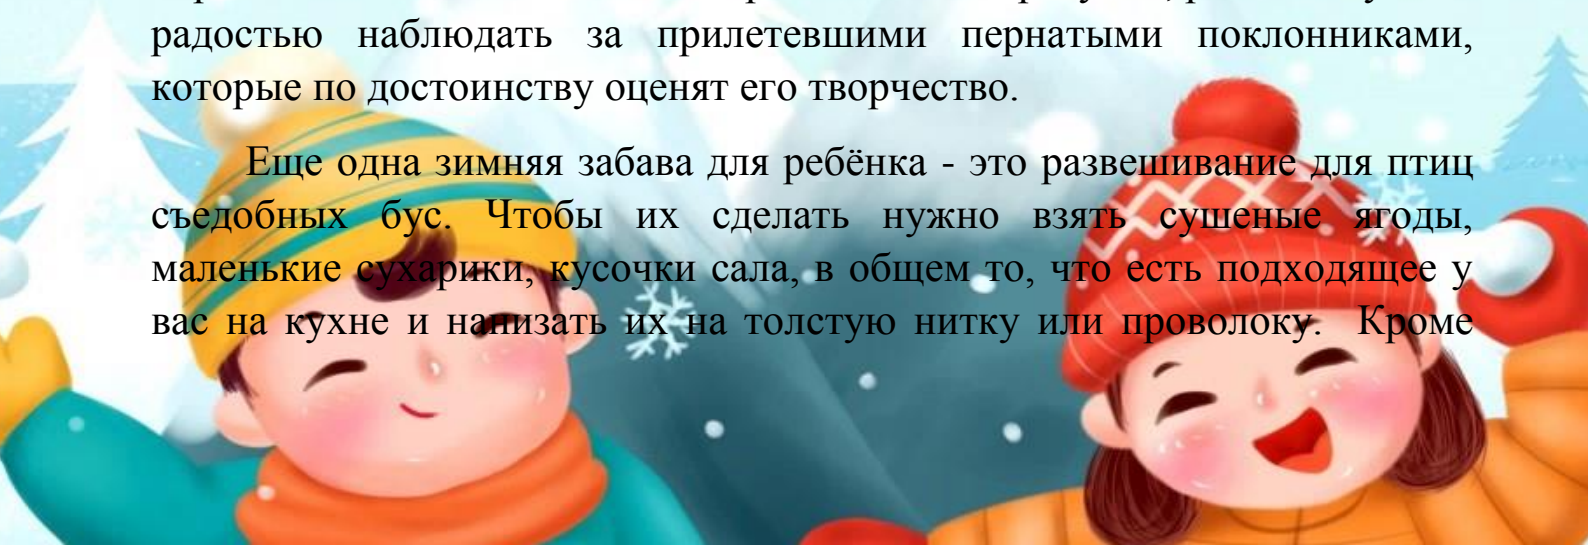 радостью наблюдать за прилетевшими пернатыми поклонниками,
которые по достоинству оценят его творчество.
Еще одна зимняя забава для ребёнка - это развешивание для птиц
съедобных бус. Чтобы их сделать нужно взять сушеные ягоды,
маленькие сухарики, кусочки сала, в общем то, что есть подходящее у
вас на кухне и нанизать их на толстую нитку или проволоку. Кроме